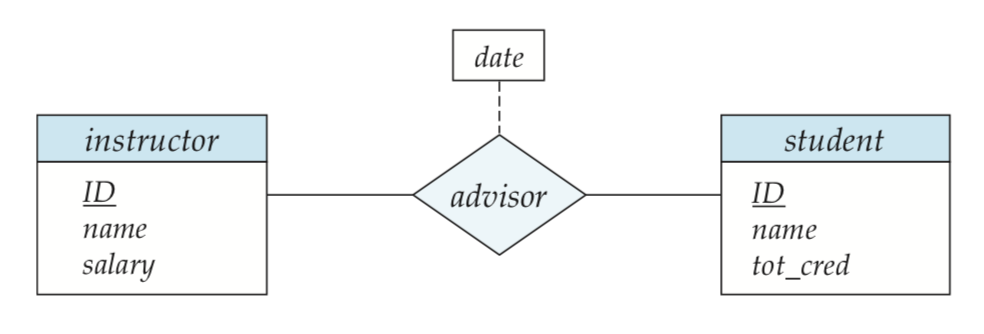 date
instructor
ID
name
salary
advisor
student
ID
name
tot_cred